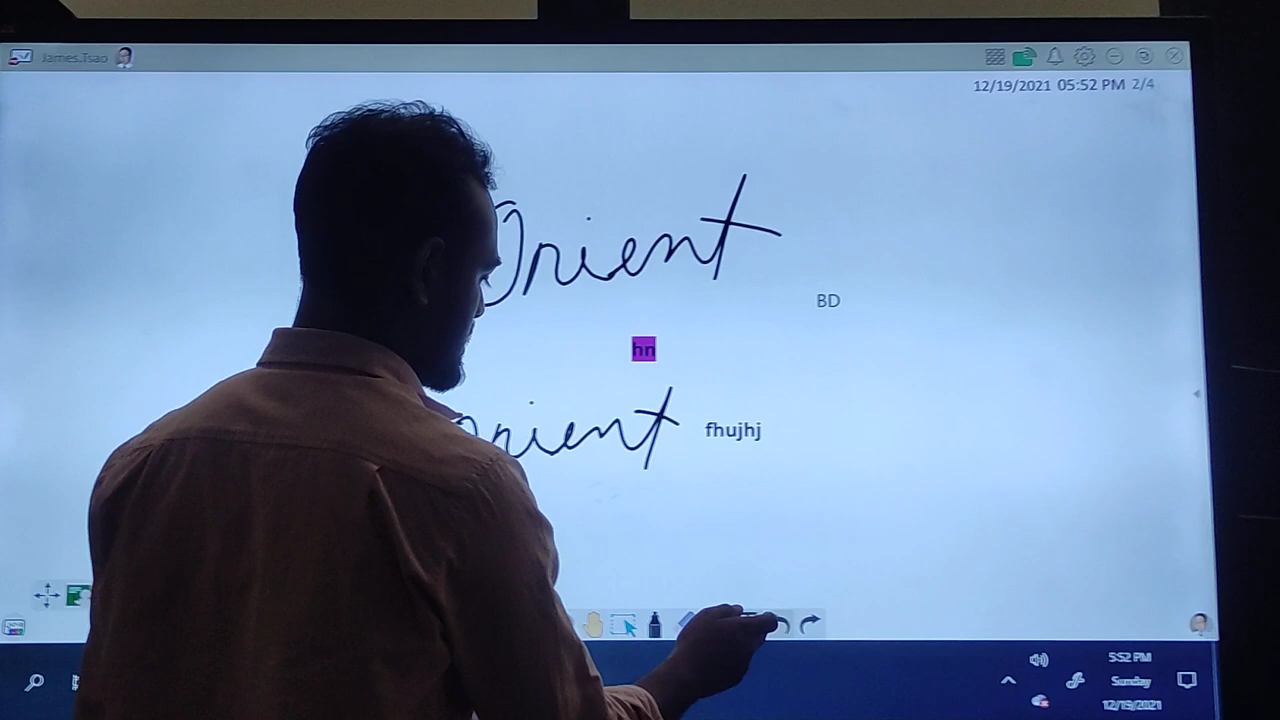 James.Tsao
12/19/2021 05:52 PM 2/4
Orient
BD
hn
orient fhujhj
5:52 PM
Sunday
12/19/2021